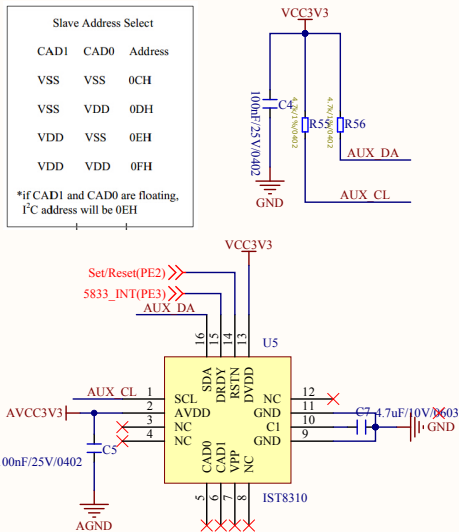 Slave Address Select
CAD1 CAD0 Address
VSS VSS 0CH
VSS VDD 0DH
VDD VSS 0EH
VDD VDD 0FH
*if CAD1 and CAD0 are floating,
I²C address will be 0EH
VCC3V3
C4
100nF/25V/0402
R55
4.7k/1%/0402
R56
4.7k/1%/0402
AUX_DA
AUX_CL
GND
VCC3V3
Set/Reset(PE2)
5833_INT(PE3)
AUX_DA
U5
16 15 14 13
SDA DRDY RSTN DVDD
AUX_CL 1 SCL
AVCC3V3 2 AVDD
3 NC
4 NC
NC 12
GND 11
C1 10
GND 9
C7 4.7uF/10V/0603
GND
C5
00nF/25V/0402
CAD0 CAD1 VPP NC
5 6 7 8
IST8310
AGND